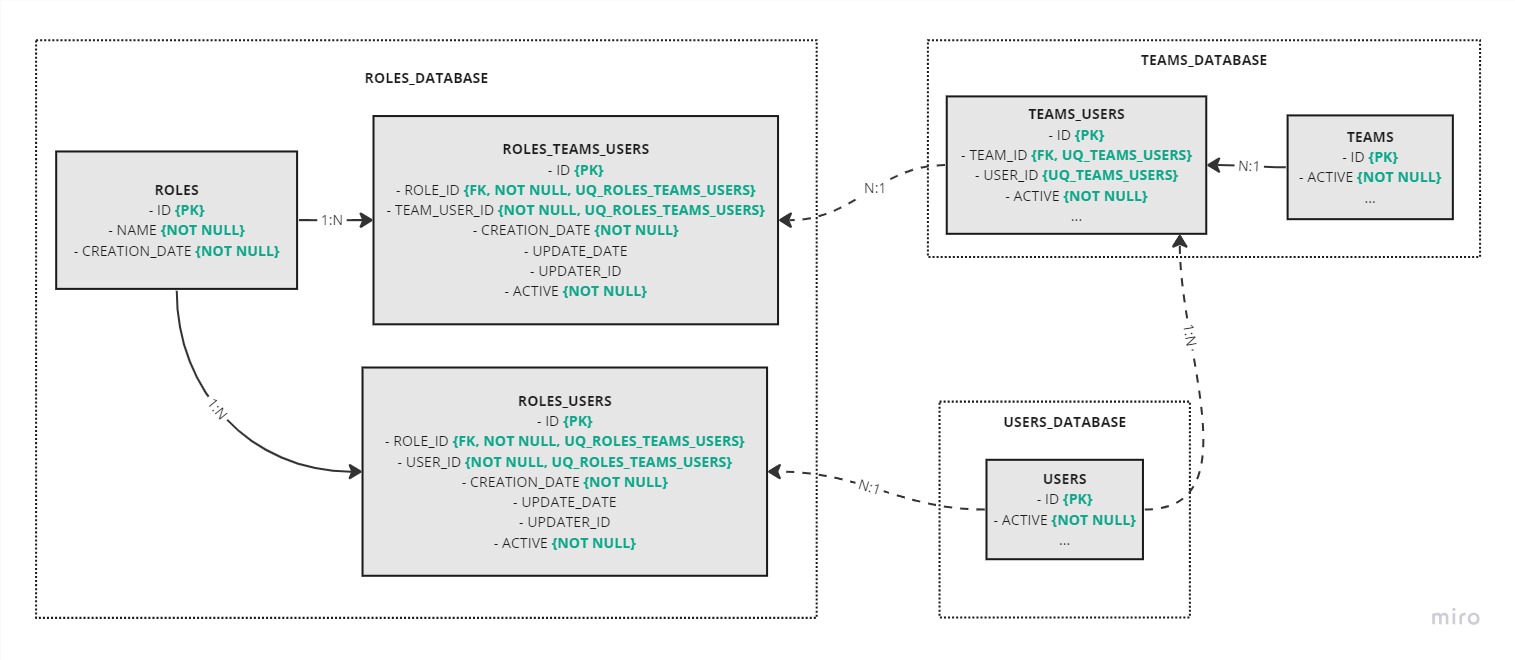 ROLES_DATABASE
ROLES
- ID {PK}
- NAME {NOT NULL}
- CREATION_DATE {NOT NULL}
1:N
ROLES_TEAMS_USERS
- ID {PK}
- ROLE_ID {FK, NOT NULL, UQ_ROLES_TEAMS_USERS}
- TEAM_USER_ID {NOT NULL, UQ_ROLES_TEAMS_USERS}
- CREATION_DATE {NOT NULL}
- UPDATE_DATE
- UPDATER_ID
- ACTIVE {NOT NULL}
1:N
ROLES_USERS
- ID {PK}
- ROLE_ID {FK, NOT NULL, UQ_ROLES_TEAMS_USERS}
- USER_ID {NOT NULL, UQ_ROLES_TEAMS_USERS}
- CREATION_DATE {NOT NULL}
- UPDATE_DATE
- UPDATER_ID
- ACTIVE {NOT NULL}
N:1
TEAMS_DATABASE
TEAMS_USERS
- ID {PK}
- TEAM_ID {FK, UQ_TEAMS_USERS}
- USER_ID {UQ_TEAMS_USERS}
- ACTIVE {NOT NULL}
...
N:1
TEAMS
- ID {PK}
- ACTIVE {NOT NULL}
...
1:N
N:1
USERS_DATABASE
USERS
- ID {PK}
- ACTIVE {NOT NULL}
...
miro